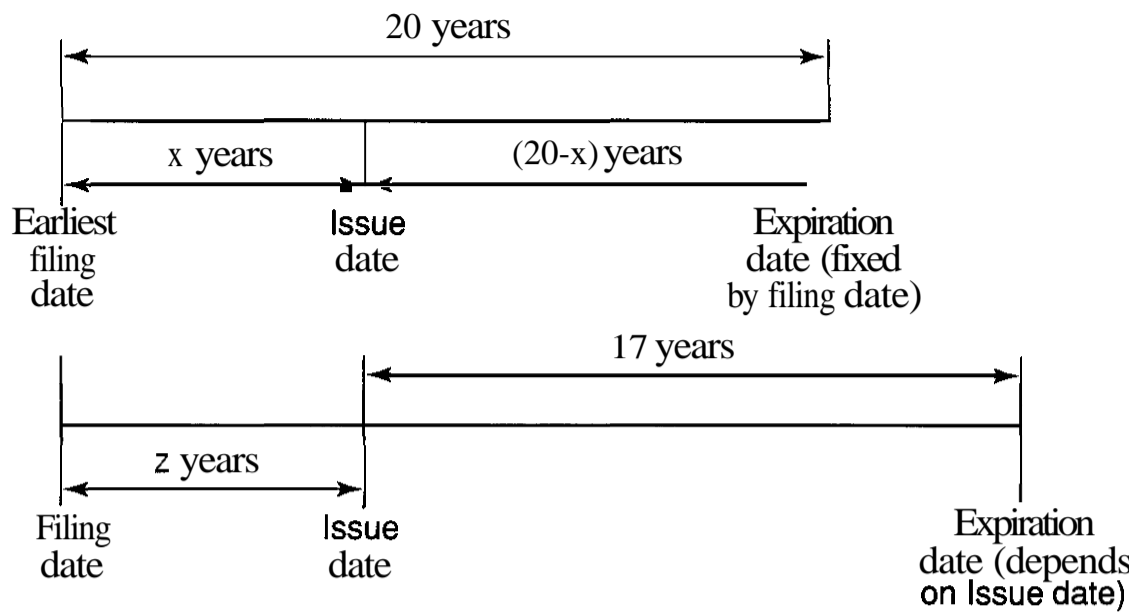 20 years
x years
(20-x) years
Earliest
filing
date
Issue
date
Expiration
date (fixed
by filing date)
17 years
z years
Filing
date
Issue
date
Expiration
date (depends
on Issue date)